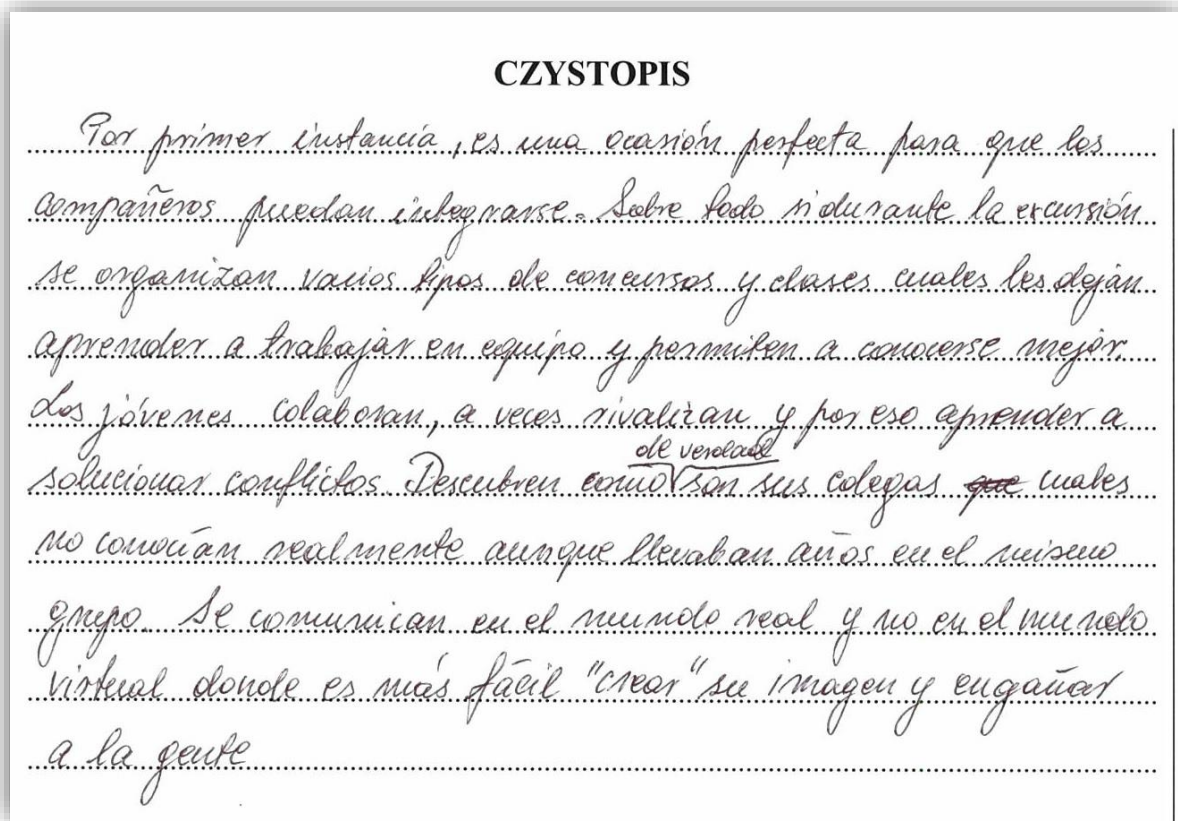 CZYSTOPIS
Por primer instancia, es una ocasión perfecta para que los
compañeros puedan integrarse. Sobre todo si durante la excursión
se organizan varios tipos de concursos y clases cuales les dejan
aprender a trabajar en equipo y permiten a conocerse mejor.
Los jóvenes colaboran, a veces rivalizan y por eso aprender a
de verdad
solucionar conflictos. Descubren como son sus colegas que cuales
no conocían realmente aunque llevaban años en el mismo
grupo. Se comunican en el mundo real y no en el mundo
virtual donde es más fácil "crear" su imagen y engañar
a la gente